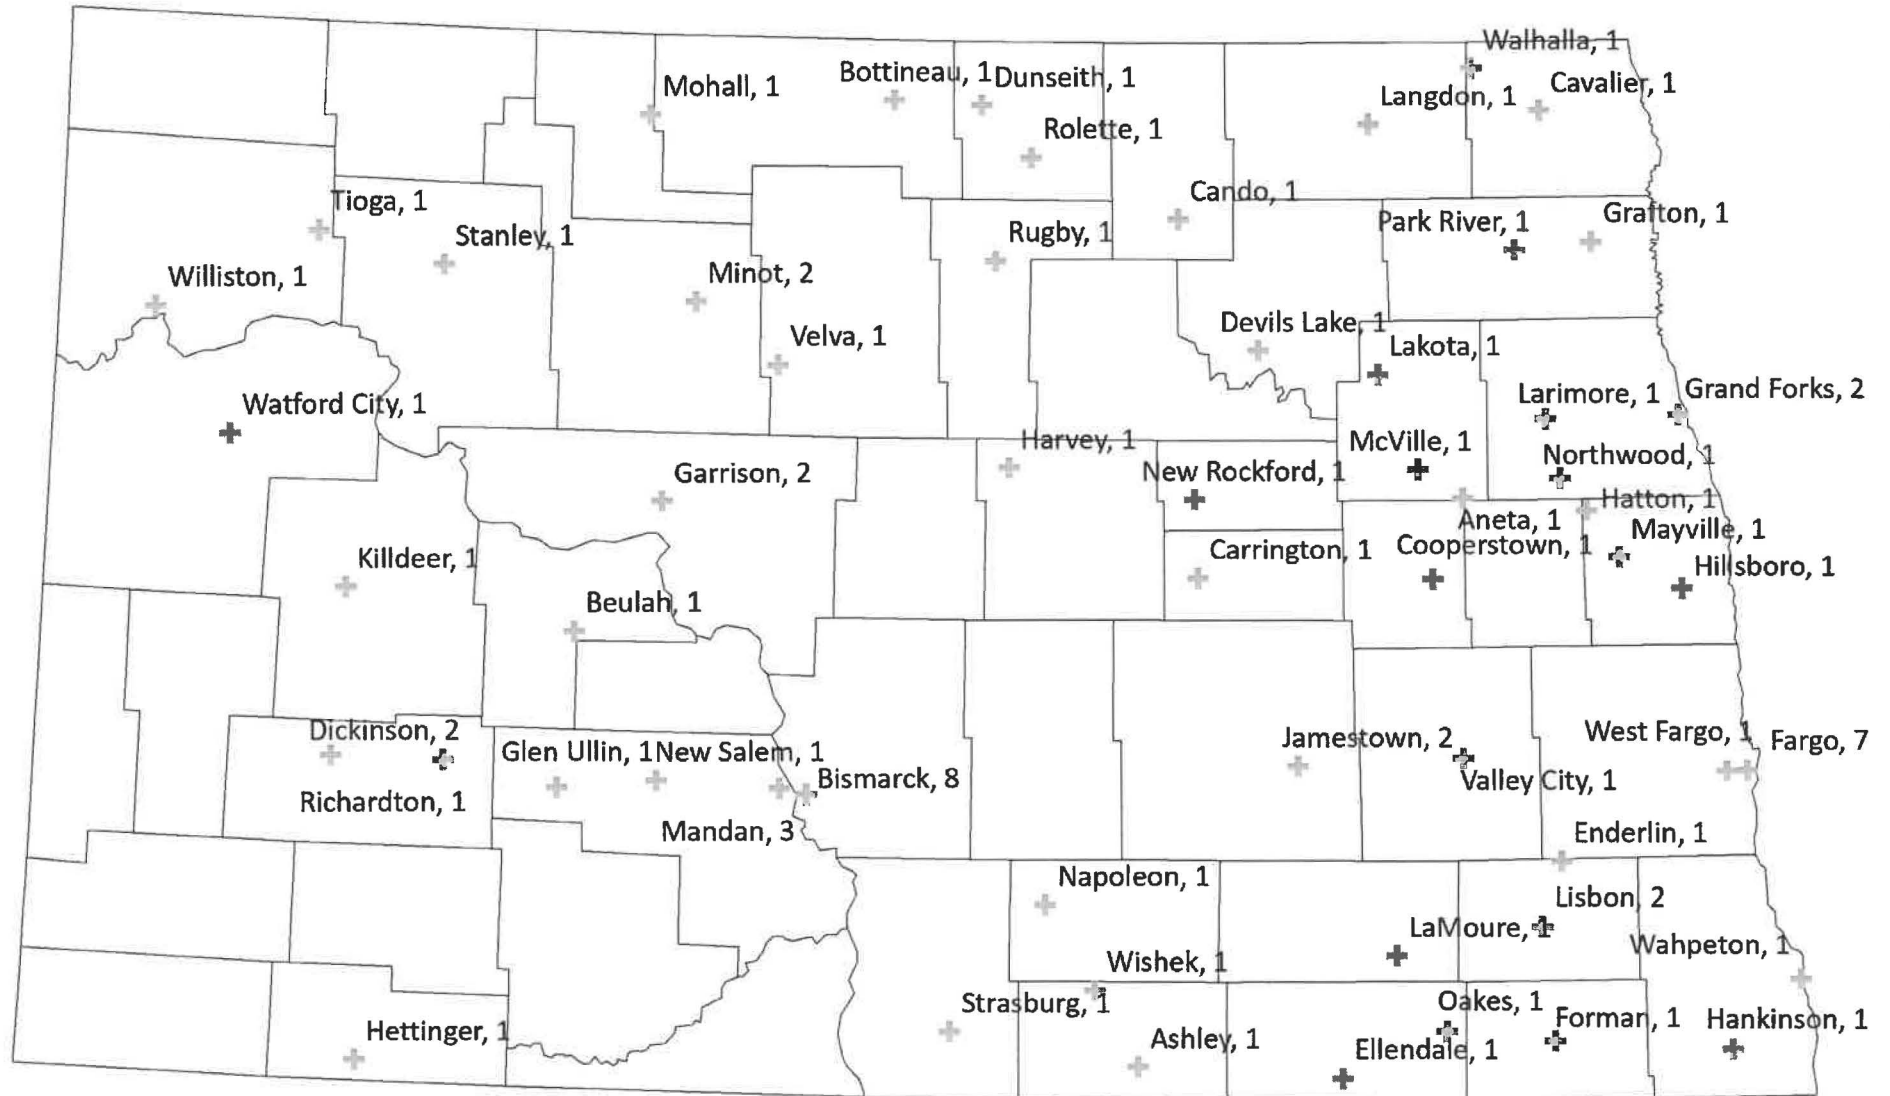 Walhalla, 1
Mohall, 1
Bottineau, 1
Dunseith, 1
Langdon, 1
Cavalier, 1
Rolette, 1
Cando, 1
Tioga, 1
Stanley, 1
Rugby, 1
Park River, 1
Grafton, 1
Williston, 1
Minot, 2
Velva, 1
Devils Lake, 1
Lakota, 1
Watford City, 1
Larimore, 1
Grand Forks, 2
Harvey, 1
McVille, 1
Northwood, 1
Garrison, 2
New Rockford, 1
Hatton, 1
Aneta, 1
Mayville, 1
Killdeer, 1
Carrington, 1
Cooperstown, 1
Hillsboro, 1
Beulah, 1
Dickinson, 2
Glen Ullin, 1
New Salem, 1
Jamestown, 2
West Fargo, 1
Fargo, 7
Richardton, 1
Bismarck, 8
Valley City, 1
Mandan, 3
Enderlin, 1
Napoleon, 1
Lisbon, 2
LaMoure, 1
Wahpeton, 1
Wishek, 1
Strasburg, 1
Oakes, 1
Forman, 1
Hankinson, 1
Hettinger, 1
Ashley, 1
Ellendale, 1